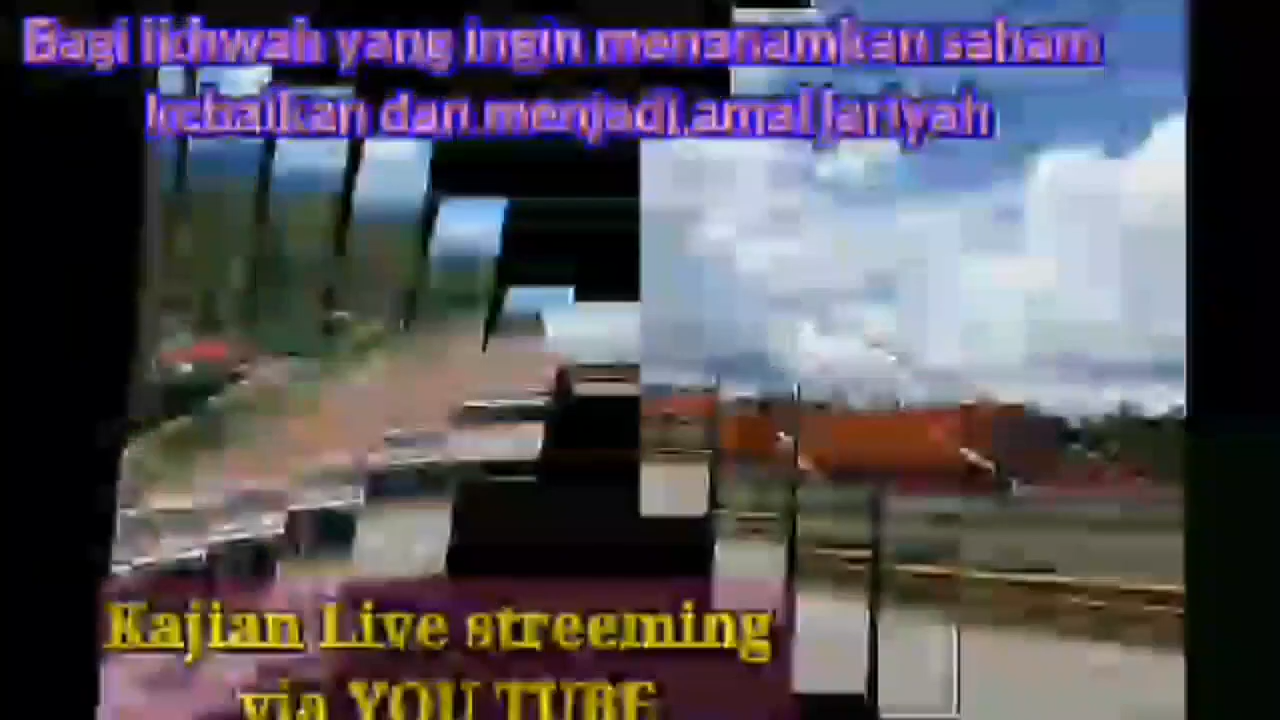 Bagi ikhwah yang ingin menanamkan saham
kebaikan dan menjadi amal jariyah
Kajian Live streeming
via YOU TUBE